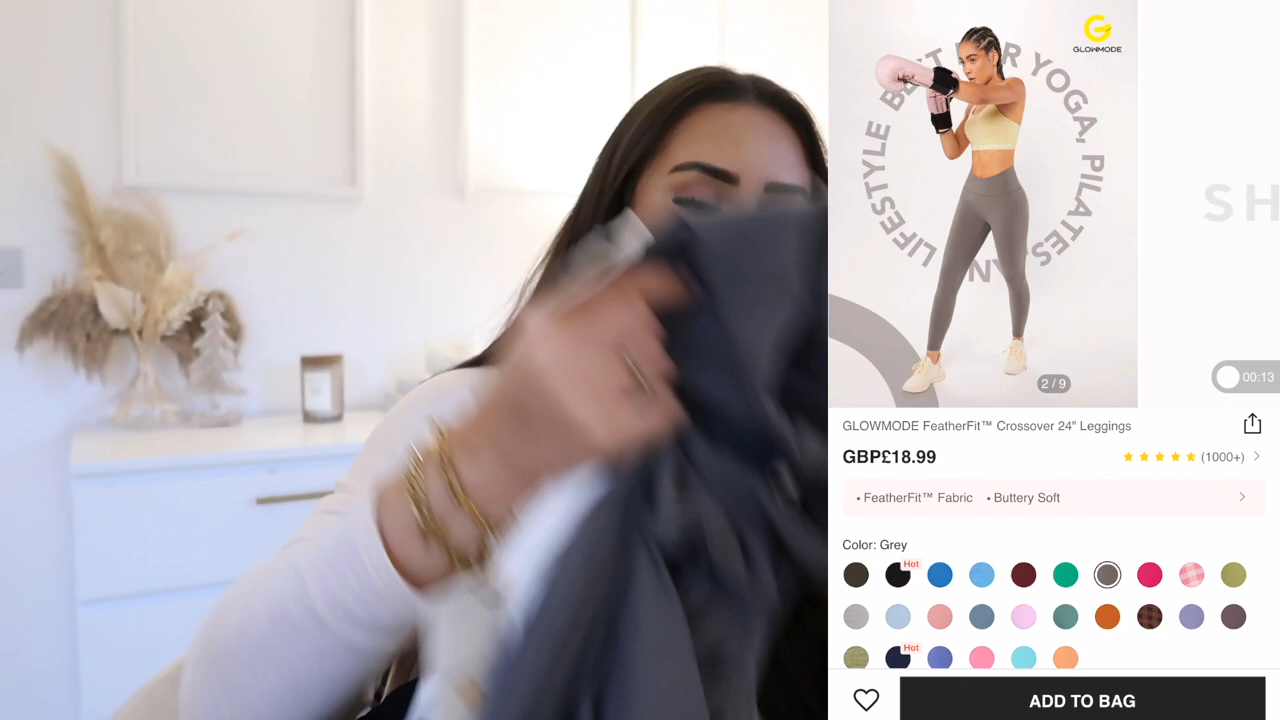 GLOWMODE
LIFESTYLE BEST FOR YOGA, PILATES, AN
SH
2 / 9
00:13
GLOWMODE FeatherFit™ Crossover 24" Leggings
GBP£18.99
(1000+)
• FeatherFit™ Fabric • Buttery Soft
Color: Grey
Hot
Hot
ADD TO BAG